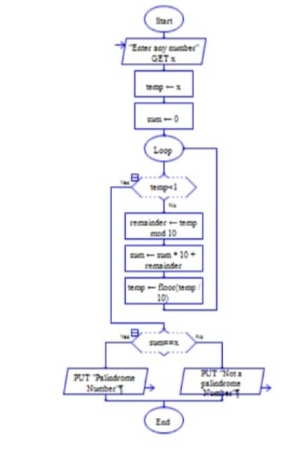 Start
"Enter any number"
GET x
temp ← x
sum ← 0
Loop
Yes
temp<1
No
remainder ← temp
mod 10
sum ← sum * 10 +
remainder
temp ← floor(temp /
10)
Yes
sum==x
No
PUT "Palindrome
Number"¶
PUT "Not a
palindrome
Number"¶
End